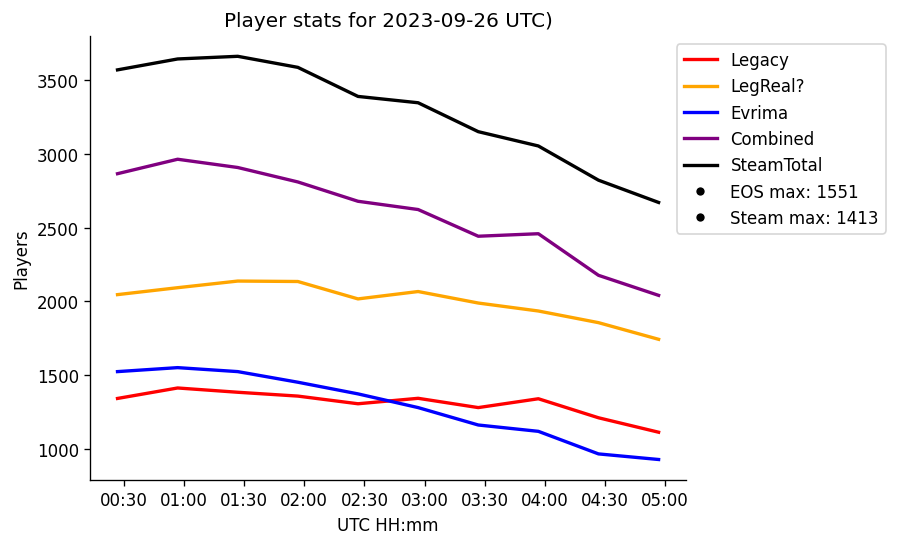 Player stats for 2023-09-26 UTC)
Legacy
LegReal?
Evrima
Combined
SteamTotal
EOS max: 1551
Steam max: 1413
Players
3500
3000
2500
2000
1500
1000
00:30 01:00 01:30 02:00 02:30 03:00 03:30 04:00 04:30 05:00
UTC HH:mm